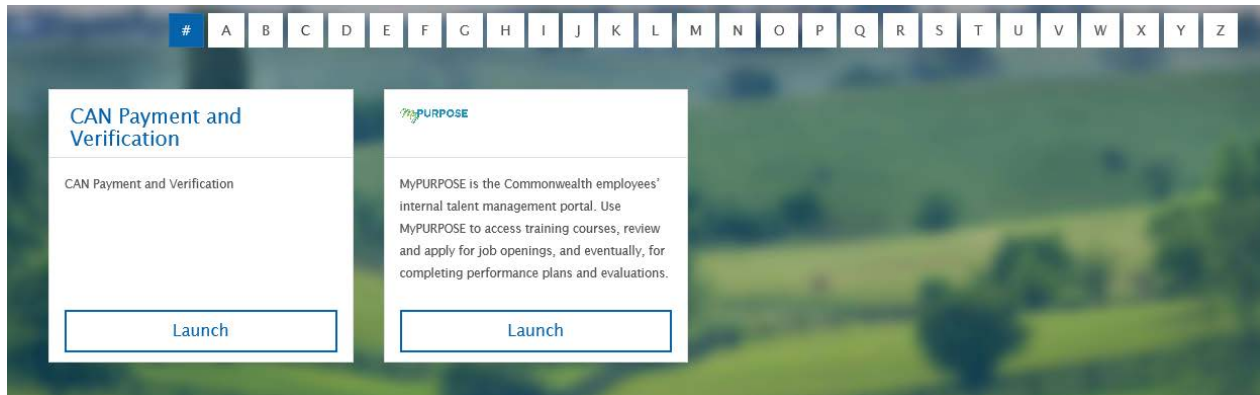 # A B C D E F G H I J K L M N O P Q R S T U V W X Y Z
CAN Payment and
Verification
CAN Payment and Verification
Launch
MyPURPOSE
MyPURPOSE is the Commonwealth employees'
internal talent management portal. Use
MyPURPOSE to access training courses, review
and apply for job openings, and eventually, for
completing performance plans and evaluations.
Launch